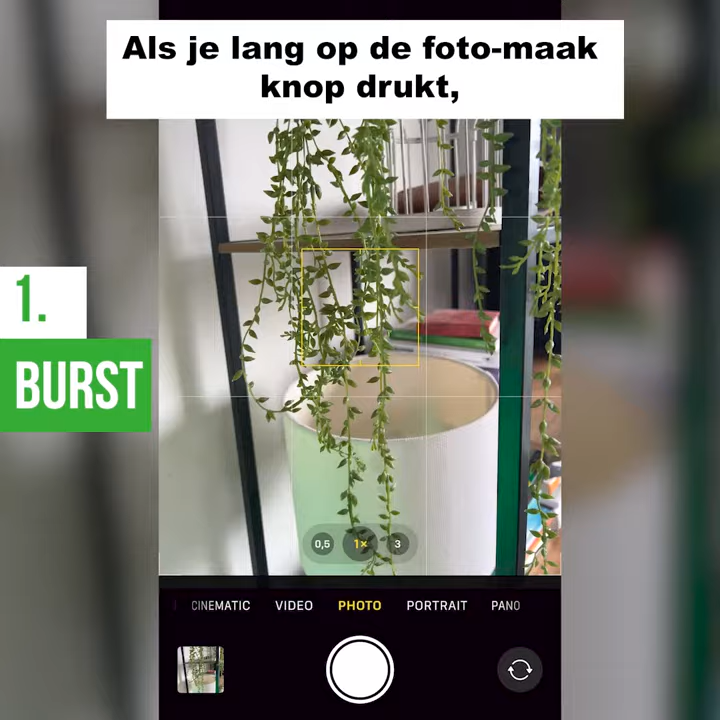 Als je lang op de foto-maak
knop drukt,
1.
BURST
0,5 1× 3
CINEMATIC VIDEO PHOTO PORTRAIT PANO